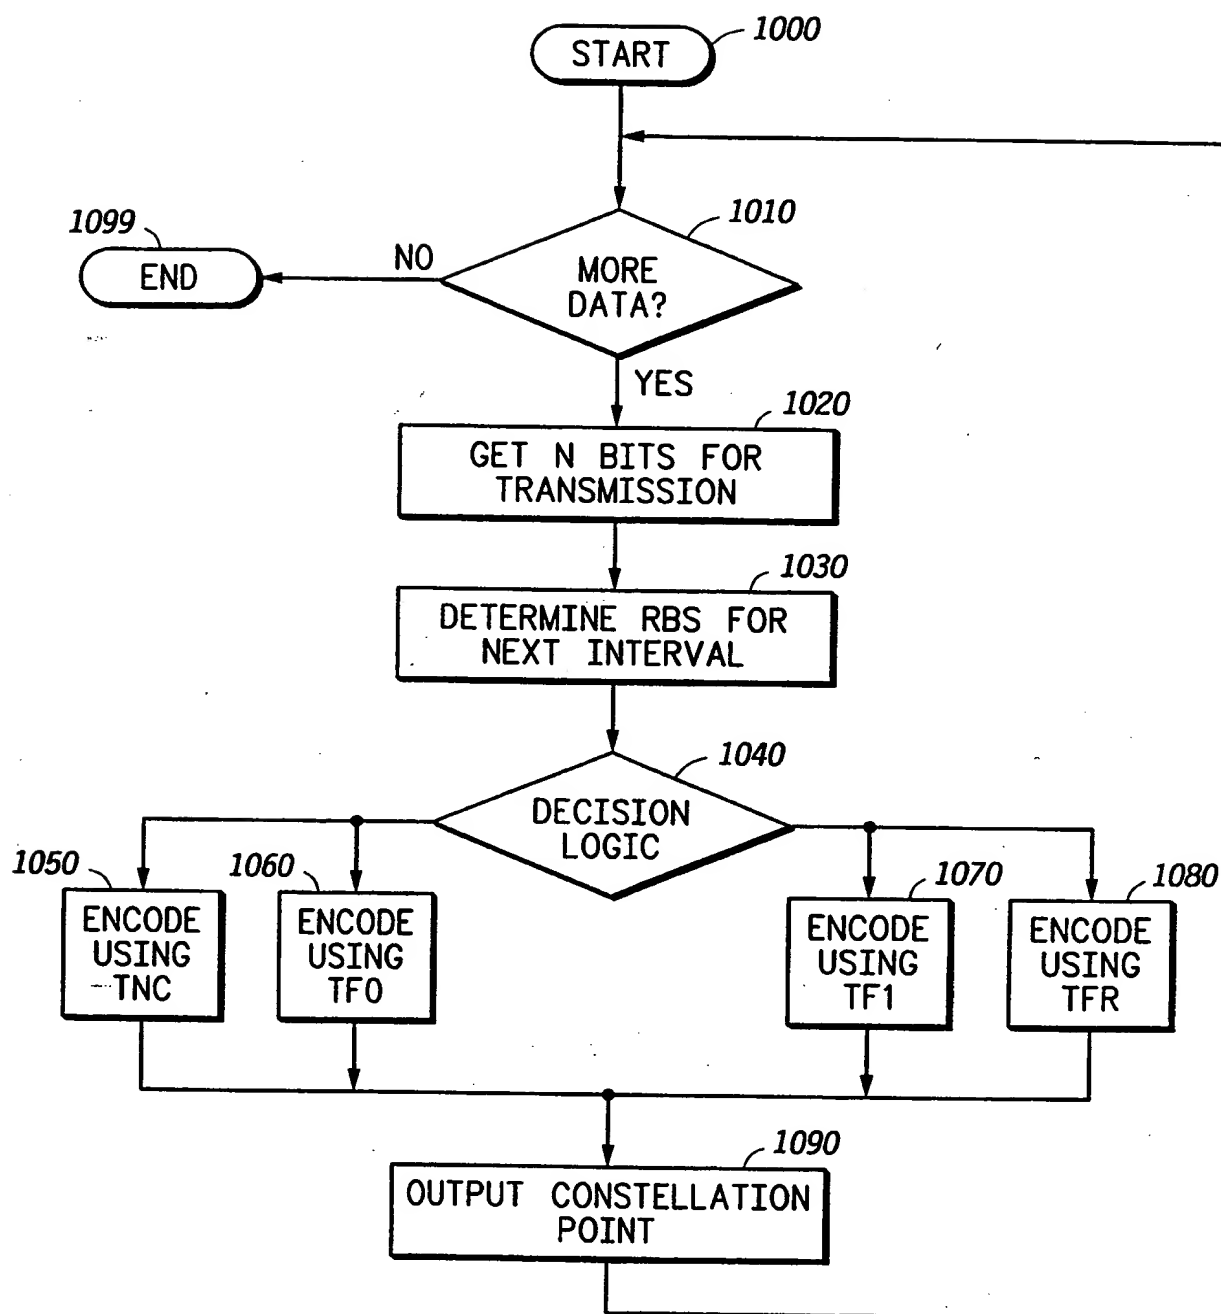 1000
START
1010
MORE
DATA?
NO
1099
END
YES
1020
GET N BITS FOR
TRANSMISSION
1030
DETERMINE RBS FOR
NEXT INTERVAL
1040
DECISION
LOGIC
1050
ENCODE
USING
TNC
1060
ENCODE
USING
TF0
1070
ENCODE
USING
TF1
1080
ENCODE
USING
TFR
1090
OUTPUT CONSTELLATION
POINT